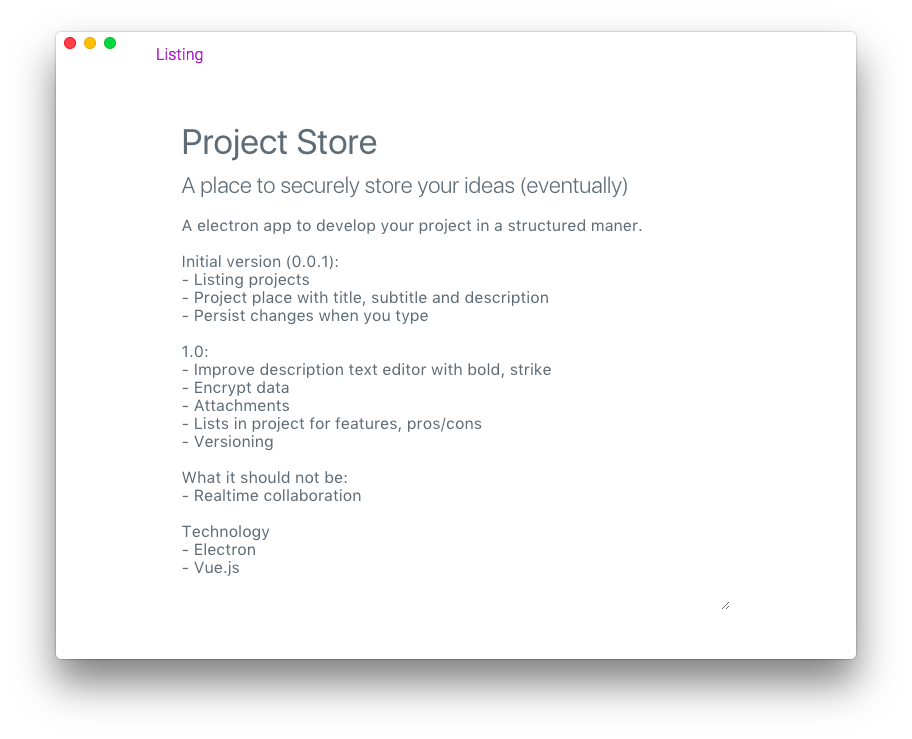 Listing
Project Store
A place to securely store your ideas (eventually)
A electron app to develop your project in a structured maner.
Initial version (0.0.1):
- Listing projects
- Project place with title, subtitle and description
- Persist changes when you type
1.0:
- Improve description text editor with bold, strike
- Encrypt data
- Attachments
- Lists in project for features, pros/cons
- Versioning
What it should not be:
- Realtime collaboration
Technology
- Electron
- Vue.js